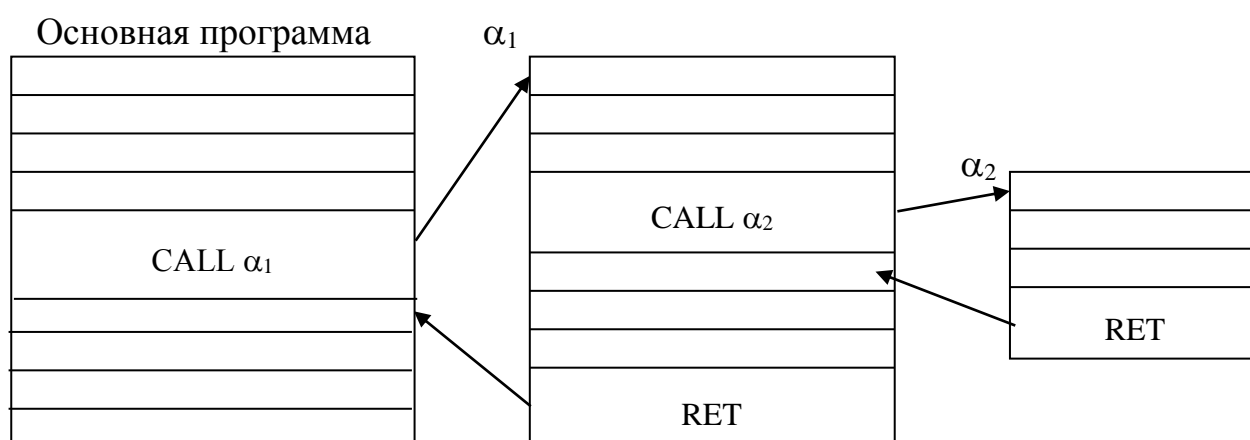 Основная программа
α₁
α₂
CALL α₂
CALL α₁
RET
RET